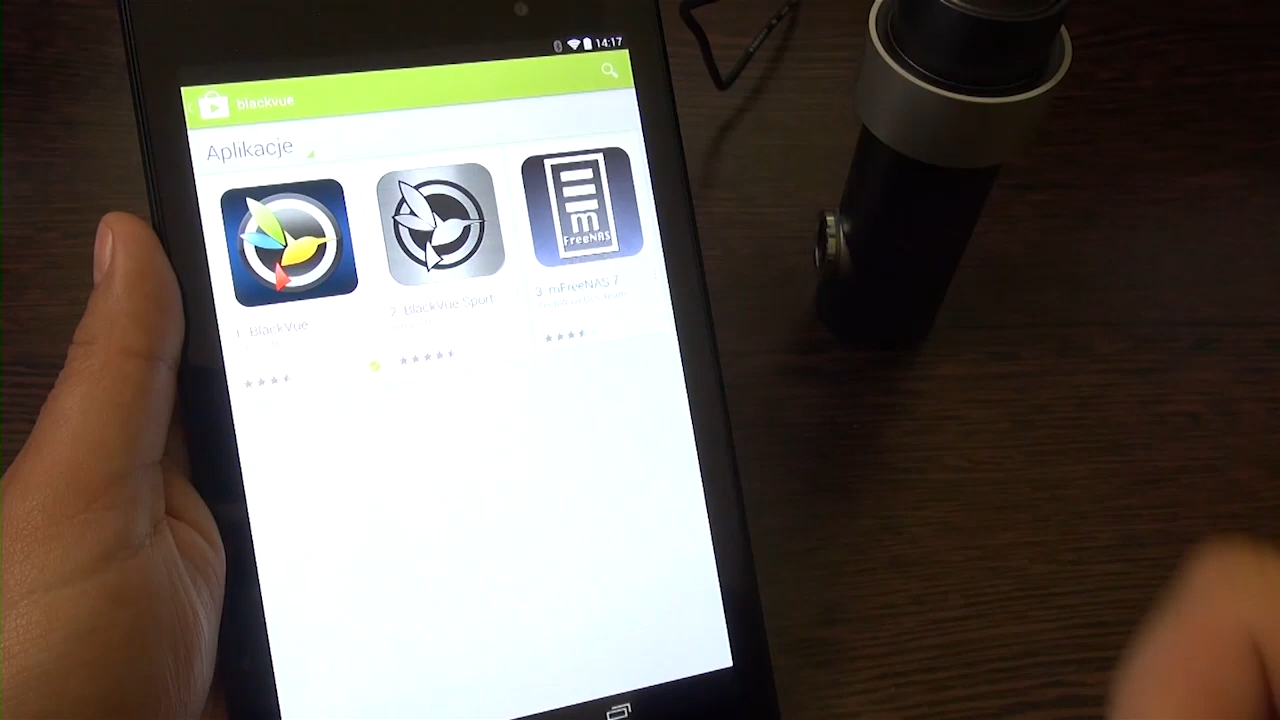 14:17
blackvue
Aplikacje
m
FreeNAS
1. BlackVue
2. BlackVue Sport
3. mFreeNAS 7